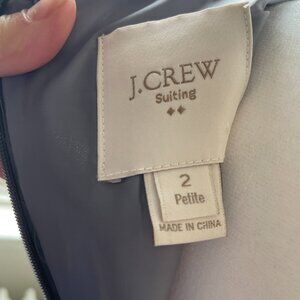 J.CREW
Suiting
2
Petite
MADE IN CHINA